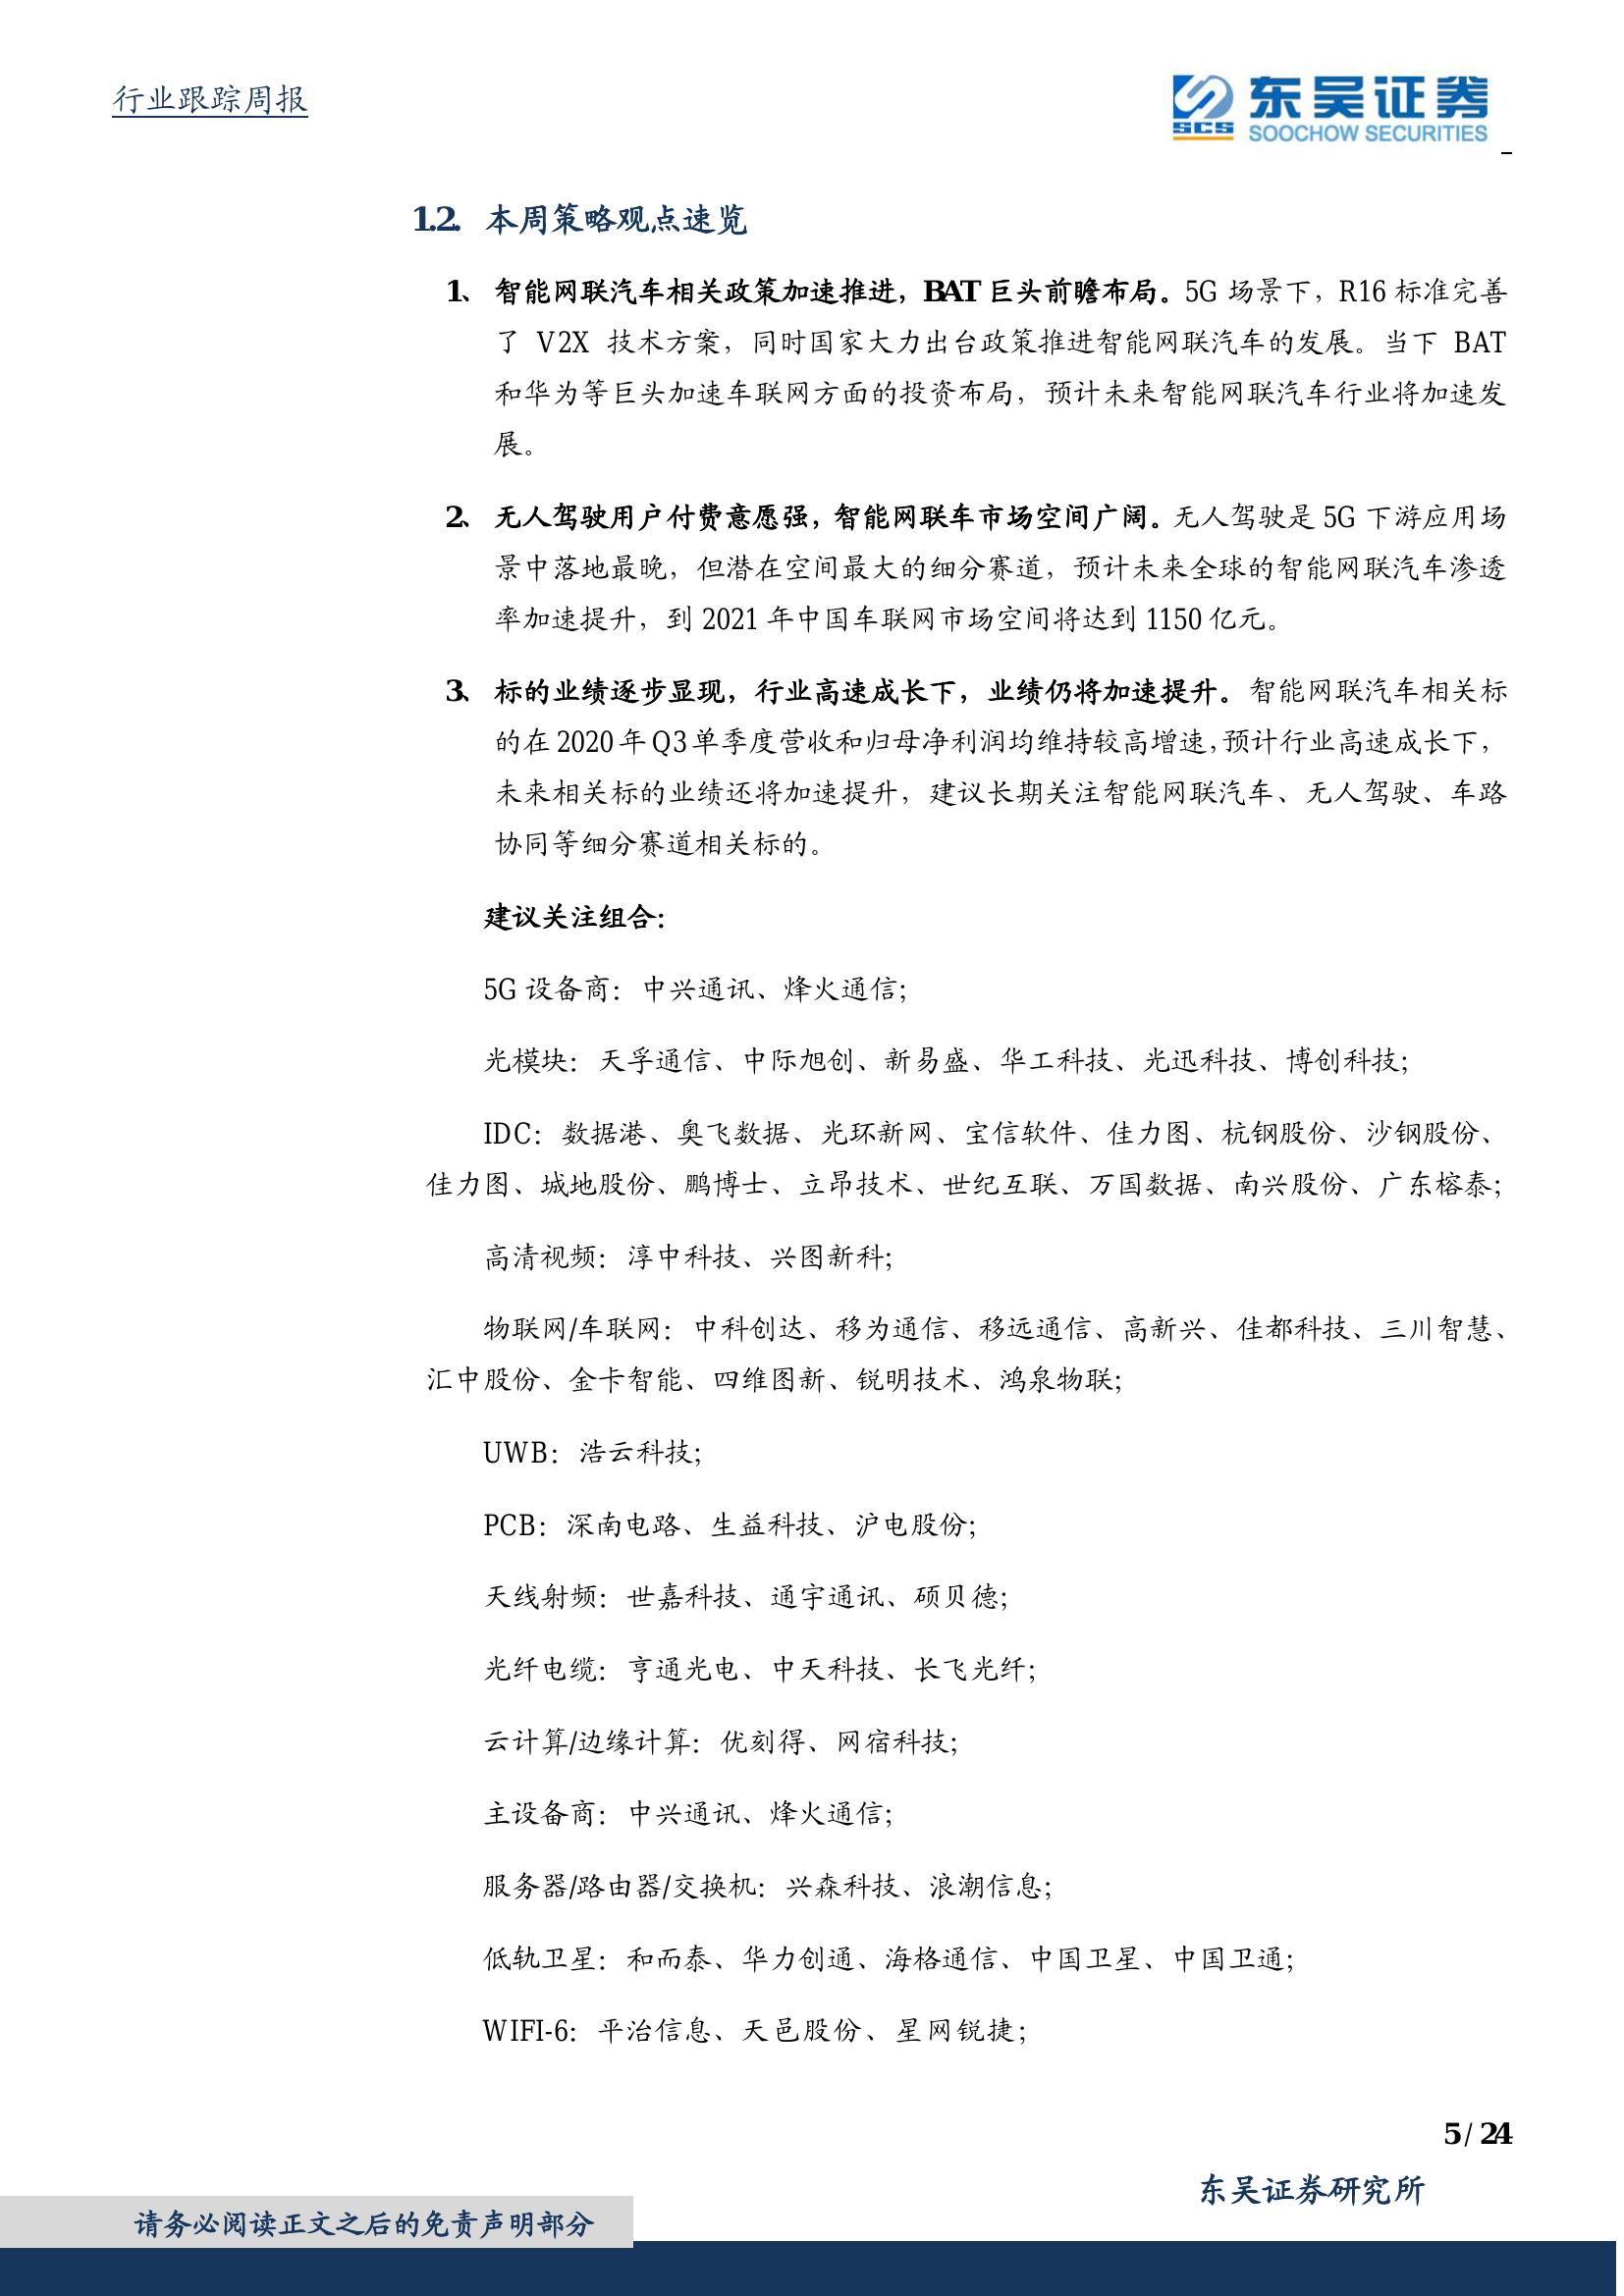 行业跟踪周报
SCS
东吴证券
SOOCHOW SECURITIES
1.2. 本周策略观点速览
1、 智能网联汽车相关政策加速推进，BAT 巨头前瞻布局。5G 场景下，R16 标准完善
了 V2X 技术方案，同时国家大力出台政策推进智能网联汽车的发展。当下 BAT
和华为等巨头加速车联网方面的投资布局，预计未来智能网联汽车行业将加速发
展。
2、 无人驾驶用户付费意愿强，智能网联车市场空间广阔。无人驾驶是 5G 下游应用场
景中落地最晚，但潜在空间最大的细分赛道，预计未来全球的智能网联汽车渗透
率加速提升，到 2021 年中国车联网市场空间将达到 1150 亿元。
3、 标的业绩逐步显现，行业高速成长下，业绩仍将加速提升。智能网联汽车相关标
的在 2020 年 Q3 单季度营收和归母净利润均维持较高增速，预计行业高速成长下，
未来相关标的业绩还将加速提升，建议长期关注智能网联汽车、无人驾驶、车路
协同等细分赛道相关标的。
建议关注组合：
5G 设备商：中兴通讯、烽火通信；
光模块：天孚通信、中际旭创、新易盛、华工科技、光迅科技、博创科技；
IDC：数据港、奥飞数据、光环新网、宝信软件、佳力图、杭钢股份、沙钢股份、
佳力图、城地股份、鹏博士、立昂技术、世纪互联、万国数据、南兴股份、广东榕泰；
高清视频：淳中科技、兴图新科；
物联网/车联网：中科创达、移为通信、移远通信、高新兴、佳都科技、三川智慧、
汇中股份、金卡智能、四维图新、锐明技术、鸿泉物联；
UWB：浩云科技；
PCB：深南电路、生益科技、沪电股份；
天线射频：世嘉科技、通宇通讯、硕贝德；
光纤电缆：亨通光电、中天科技、长飞光纤；
云计算/边缘计算：优刻得、网宿科技；
主设备商：中兴通讯、烽火通信；
服务器/路由器/交换机：兴森科技、浪潮信息；
低轨卫星：和而泰、华力创通、海格通信、中国卫星、中国卫通；
WIFI-6：平治信息、天邑股份、星网锐捷；
5 / 24
东吴证券研究所
请务必阅读正文之后的免责声明部分